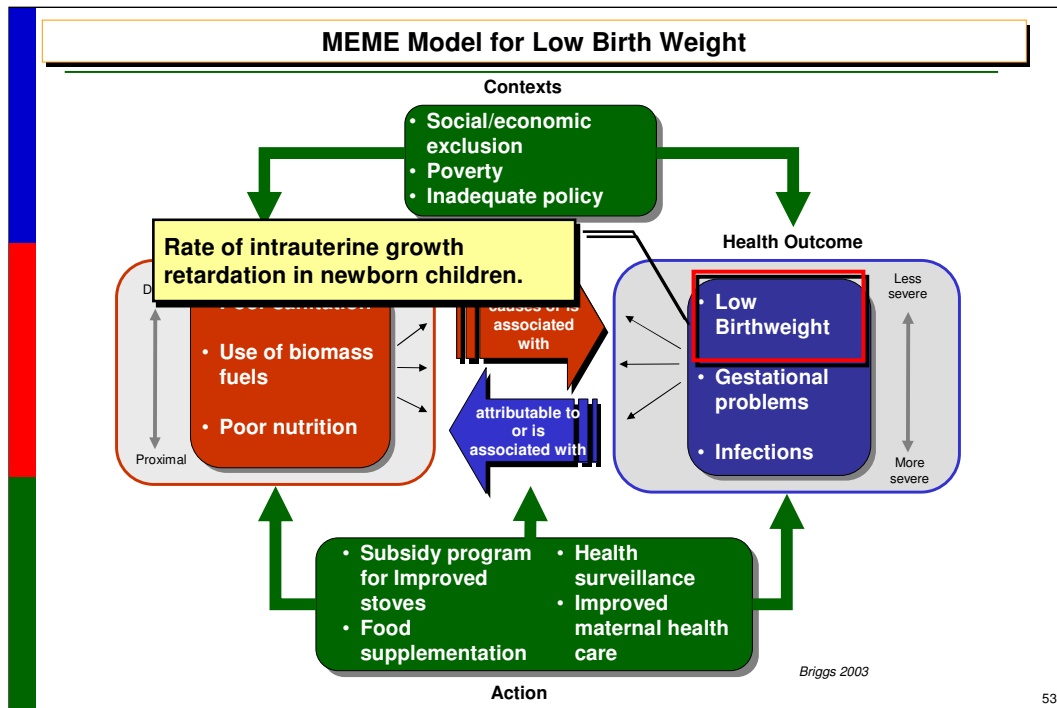 MEME Model for Low Birth Weight
Contexts
• Social/economic
exclusion
• Poverty
• Inadequate policy
Rate of intrauterine growth
retardation in newborn children.
Health Outcome
• Use of biomass
fuels
• Poor nutrition
Proximal
associated
with
attributable to
or is
associated with
• Low
Birthweight
• Gestational
problems
• Infections
Less
severe
More
severe
• Subsidy program
for Improved
stoves
• Food
supplementation
• Health
surveillance
• Improved
maternal health
care
Briggs 2003
Action
53